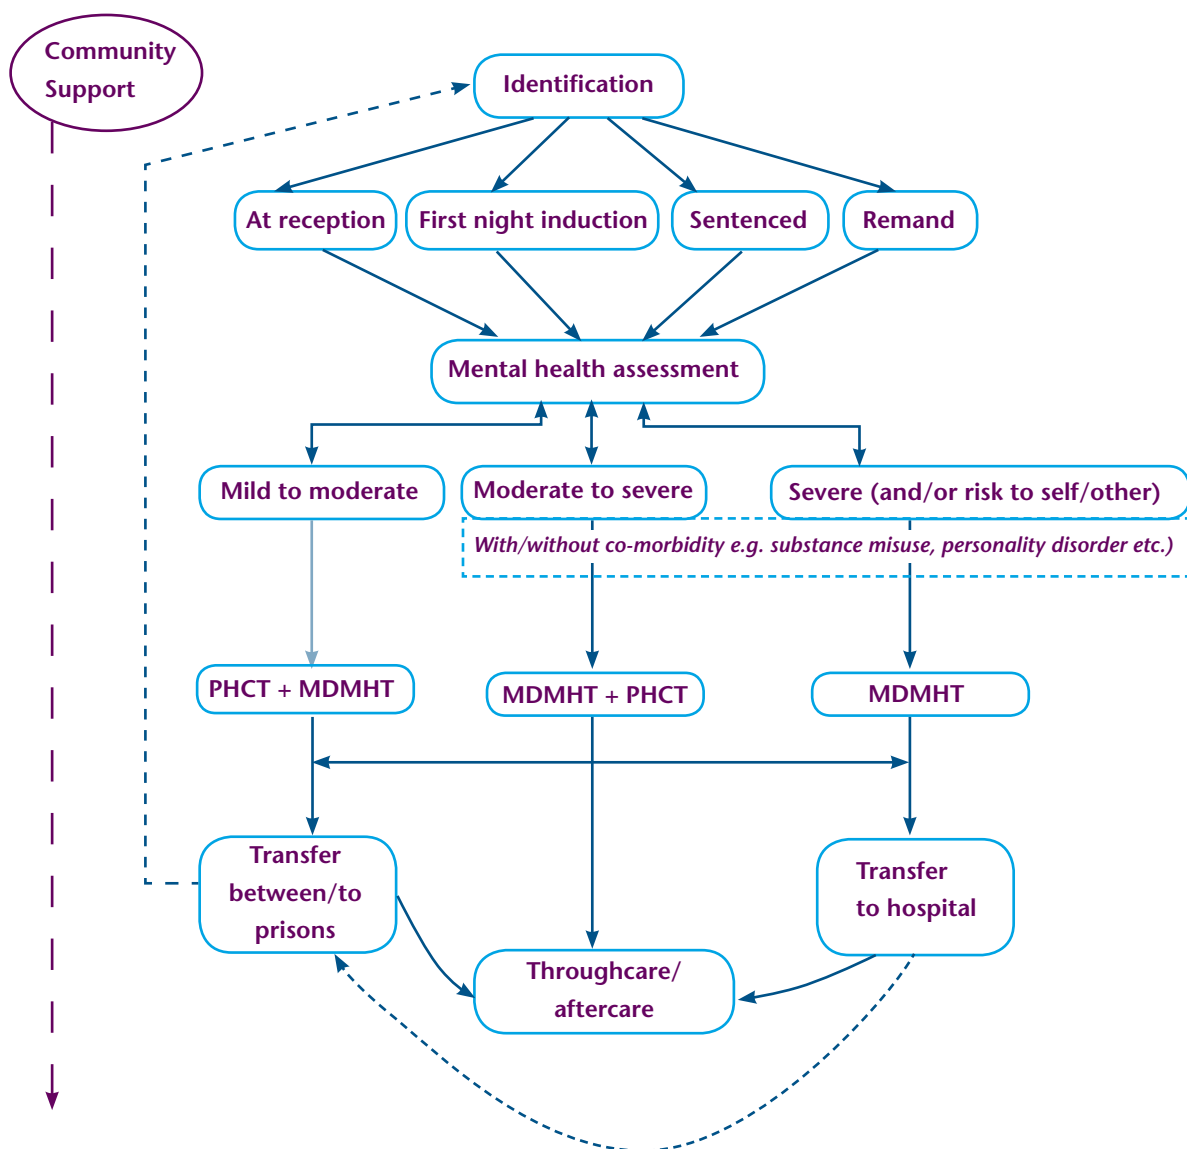 Community
Support
Identification
At reception
First night induction
Sentenced
Remand
Mental health assessment
Mild to moderate
Moderate to severe
Severe (and/or risk to self/other)
With/without co-morbidity e.g. substance misuse, personality disorder etc.)
PHCT + MDMHT
MDMHT + PHCT
MDMHT
Transfer
between/to
prisons
Transfer
to hospital
Throughcare/
aftercare